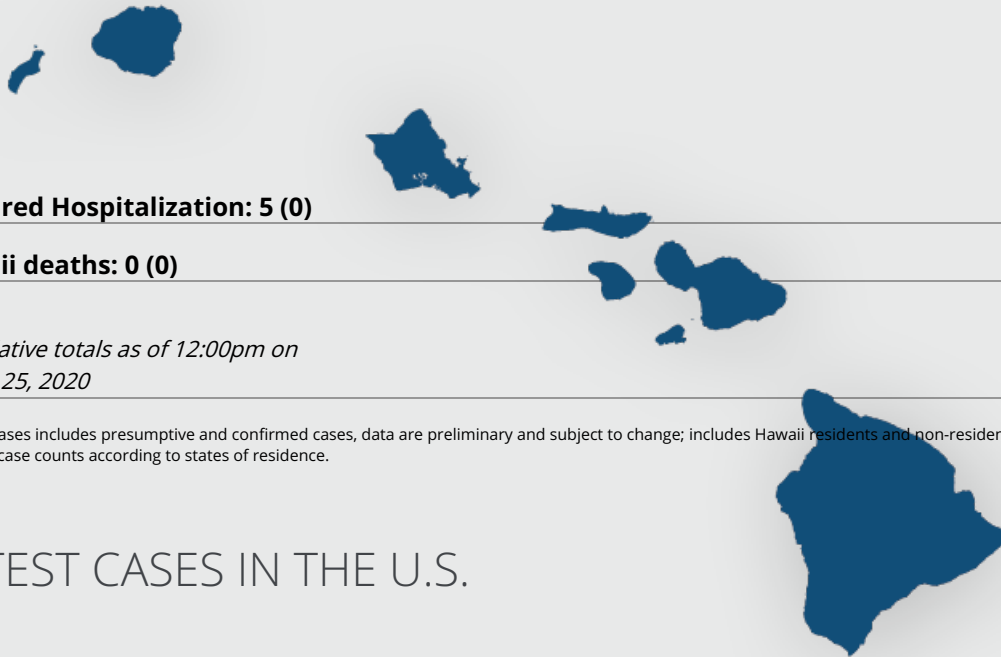 red Hospitalization: 5 (0)
ii deaths: 0 (0)
ative totals as of 12:00pm on
25, 2020
ases includes presumptive and confirmed cases, data are preliminary and subject to change; includes Hawaii residents and non-residen
case counts according to states of residence.
TEST CASES IN THE U.S.